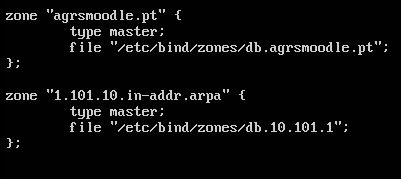 zone "agrsmoodle.pt" {
        type master;
        file "/etc/bind/zones/db.agrsmoodle.pt";
};
zone "1.101.10.in-addr.arpa" {
        type master;
        file "/etc/bind/zones/db.10.101.1";
};